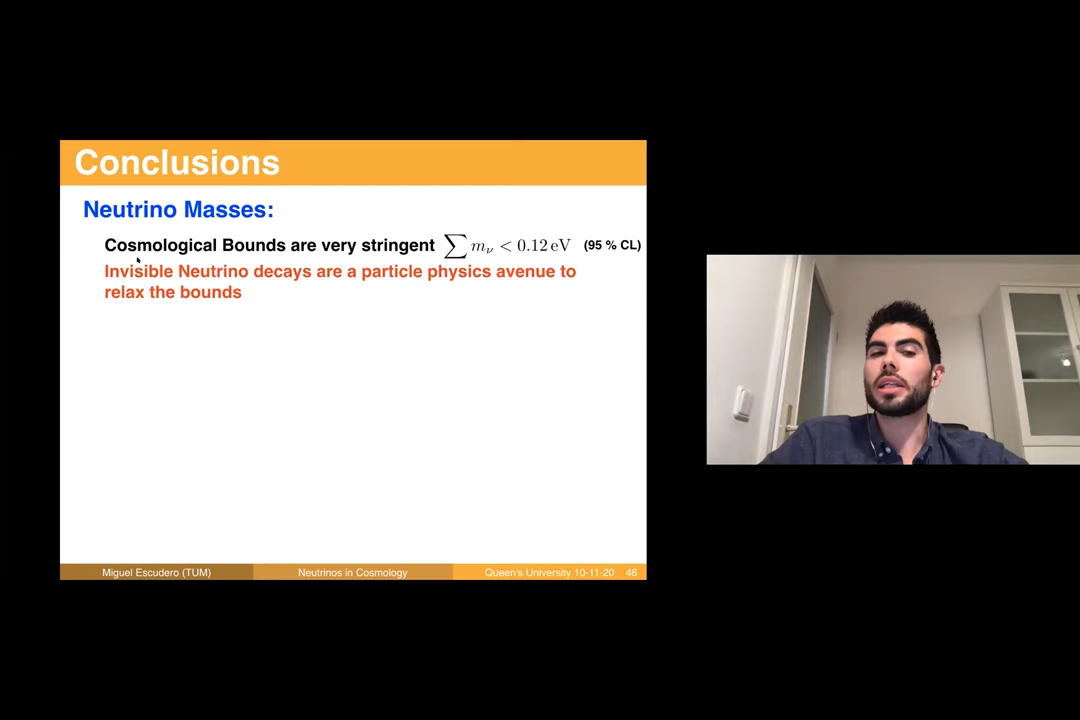 Conclusions
Neutrino Masses:
Cosmological Bounds are very stringent ∑ mν < 0.12 eV (95 % CL)
Invisible Neutrino decays are a particle physics avenue to
relax the bounds
Miguel Escudero (TUM) Neutrinos in Cosmology Queen's University 10-11-20 46